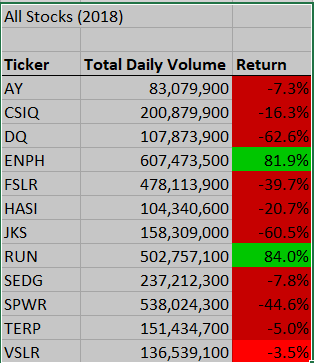 All Stocks (2018)
Ticker Total Daily Volume Return
AY 83,079,900 -7.3%
CSIQ 200,879,900 -16.3%
DQ 107,873,900 -62.6%
ENPH 607,473,500 81.9%
FSLR 478,113,900 -39.7%
HASI 104,340,600 -20.7%
JKS 158,309,000 -60.5%
RUN 502,757,100 84.0%
SEDG 237,212,300 -7.8%
SPWR 538,024,300 -44.6%
TERP 151,434,700 -5.0%
VSLR 136,539,100 -3.5%